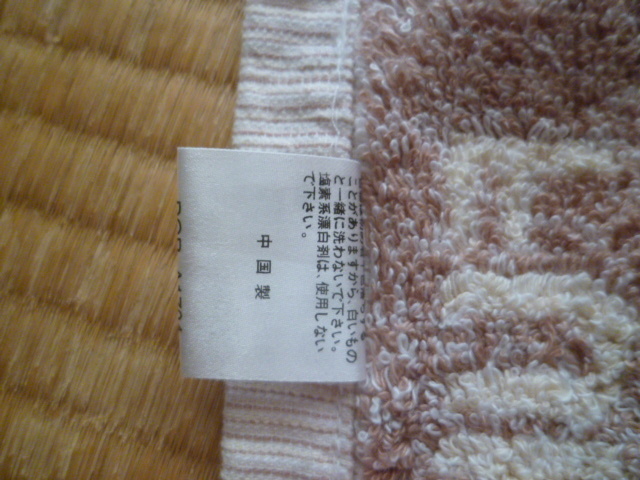 ことがありますから、白いもの
と一緒に洗わないで下さい。
塩素系漂白剤は、使用しない
で下さい。
中国製